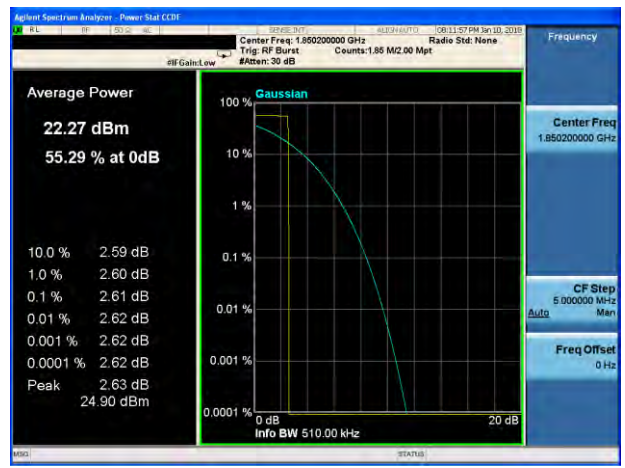 Agilent Spectrum Analyzer - Power Stat CCDF
RL RF 50 Ω AC SENSE:INT ALIGN AUTO 08:11:57 PM Jan 10, 2018
Center Freq: 1.850200000 GHz Radio Std: None
Trig: RF Burst Counts:1.85 M/2.00 Mpt
#IFGain:Low #Atten: 30 dB
Frequency
Average Power
22.27 dBm
55.29 % at 0dB
10.0 % 2.59 dB
1.0 % 2.60 dB
0.1 % 2.61 dB
0.01 % 2.62 dB
0.001 % 2.62 dB
0.0001 % 2.62 dB
Peak 2.63 dB
24.90 dBm
Gaussian
100 %
10 %
1 %
0.1 %
0.01 %
0.001 %
0.0001 %
0 dB 20 dB
Info BW 510.00 kHz
Center Freq
1.850200000 GHz
CF Step
5.000000 MHz
Auto Man
Freq Offset
0 Hz
MSG STATUS